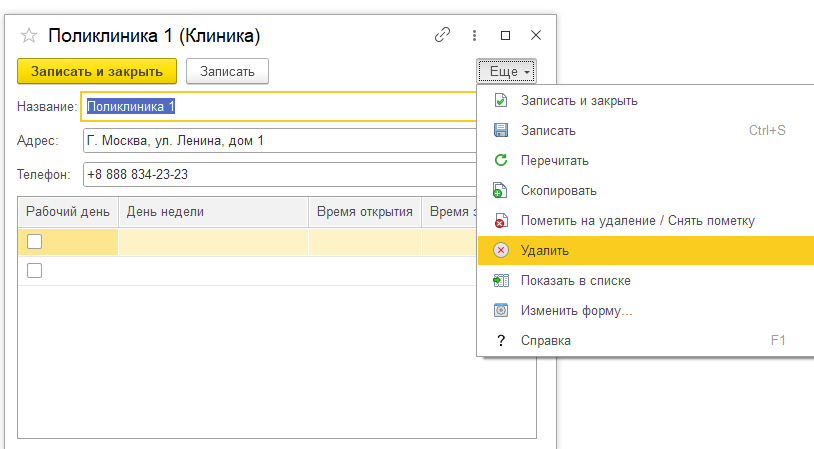 Поликлиника 1 (Клиника)
Записать и закрыть Записать Еще
Название: Поликлиника 1
Адрес: Г. Москва, ул. Ленина, дом 1
Телефон: +8 888 834-23-23
Рабочий день День недели Время открытия Время з
Записать и закрыть
Записать Ctrl+S
Перечитать
Скопировать
Пометить на удаление / Снять пометку
Удалить
Показать в списке
Изменить форму...
? Справка F1